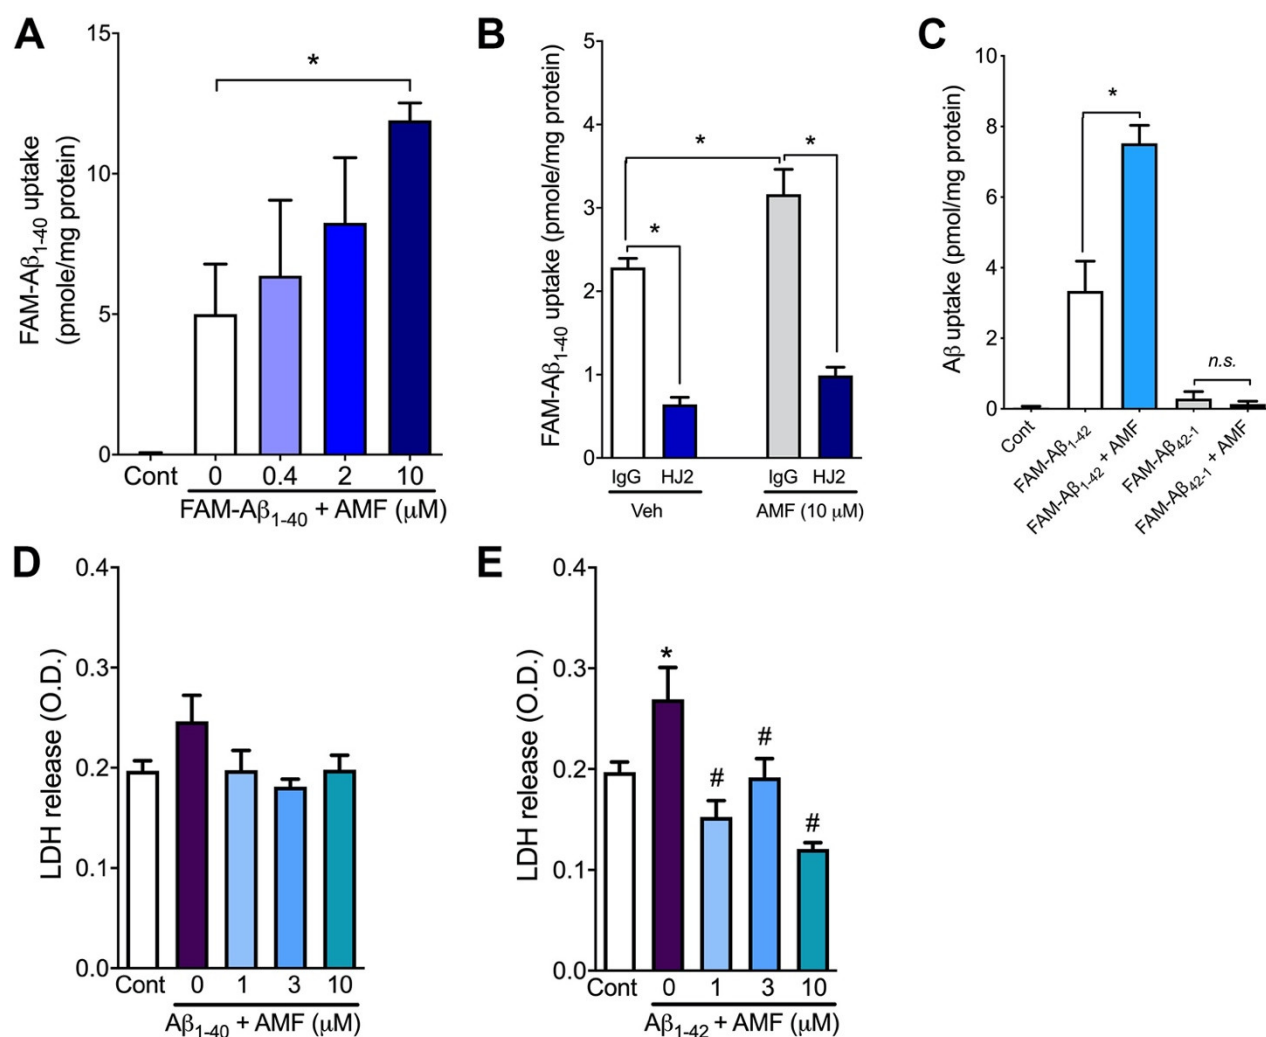 A
FAM-Aβ1-40 uptake
(pmole/mg protein)
15
10
5
0
*
Cont 0 0.4 2 10
FAM-Aβ1-40 + AMF (μM)
B
FAM-Aβ1-40 uptake (pmole/mg protein)
5
4
3
2
1
0
*
*
*
IgG HJ2 IgG HJ2
Veh AMF (10 μM)
C
Aβ uptake (pmol/mg protein)
10
8
6
4
2
0
*
n.s.
Cont
FAM-Aβ1-42
FAM-Aβ1-42 + AMF
FAM-Aβ42-1
FAM-Aβ42-1 + AMF
D
LDH release (O.D.)
0.4
0.3
0.2
0.1
0.0
Cont 0 1 3 10
Aβ1-40 + AMF (μM)
E
LDH release (O.D.)
0.4
0.3
0.2
0.1
0.0
*
#
#
#
Cont 0 1 3 10
Aβ1-42 + AMF (μM)